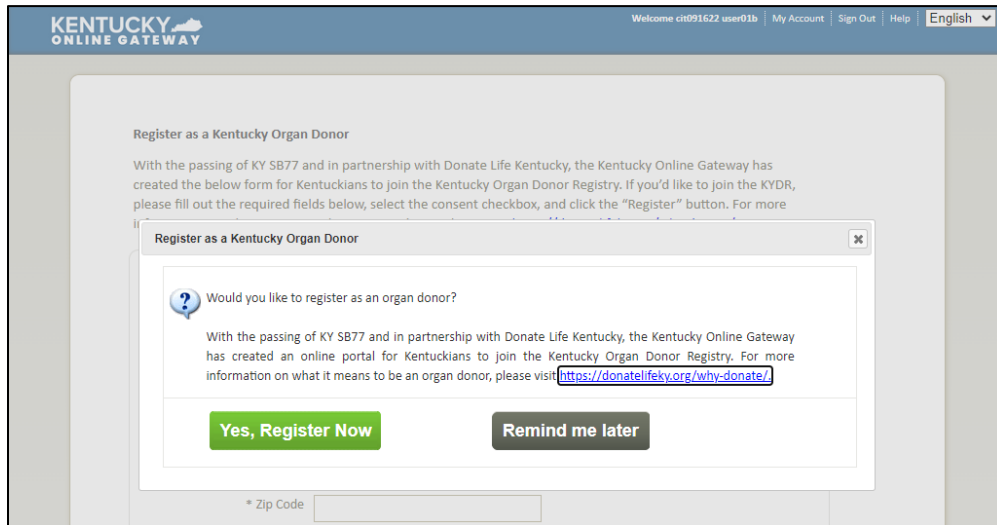 KENTUCKY
ONLINE GATEWAY
Welcome cit091622 user01b | My Account | Sign Out | Help | English
Register as a Kentucky Organ Donor
With the passing of KY SB77 and in partnership with Donate Life Kentucky, the Kentucky Online Gateway has
created the below form for Kentuckians to join the Kentucky Organ Donor Registry. If you'd like to join the KYDR,
please fill out the required fields below, select the consent checkbox, and click the “Register” button. For more
Register as a Kentucky Organ Donor
Would you like to register as an organ donor?
With the passing of KY SB77 and in partnership with Donate Life Kentucky, the Kentucky Online Gateway
has created an online portal for Kentuckians to join the Kentucky Organ Donor Registry. For more
information on what it means to be an organ donor, please visit https://donatelifeky.org/why-donate/.
Yes, Register Now
Remind me later
* Zip Code